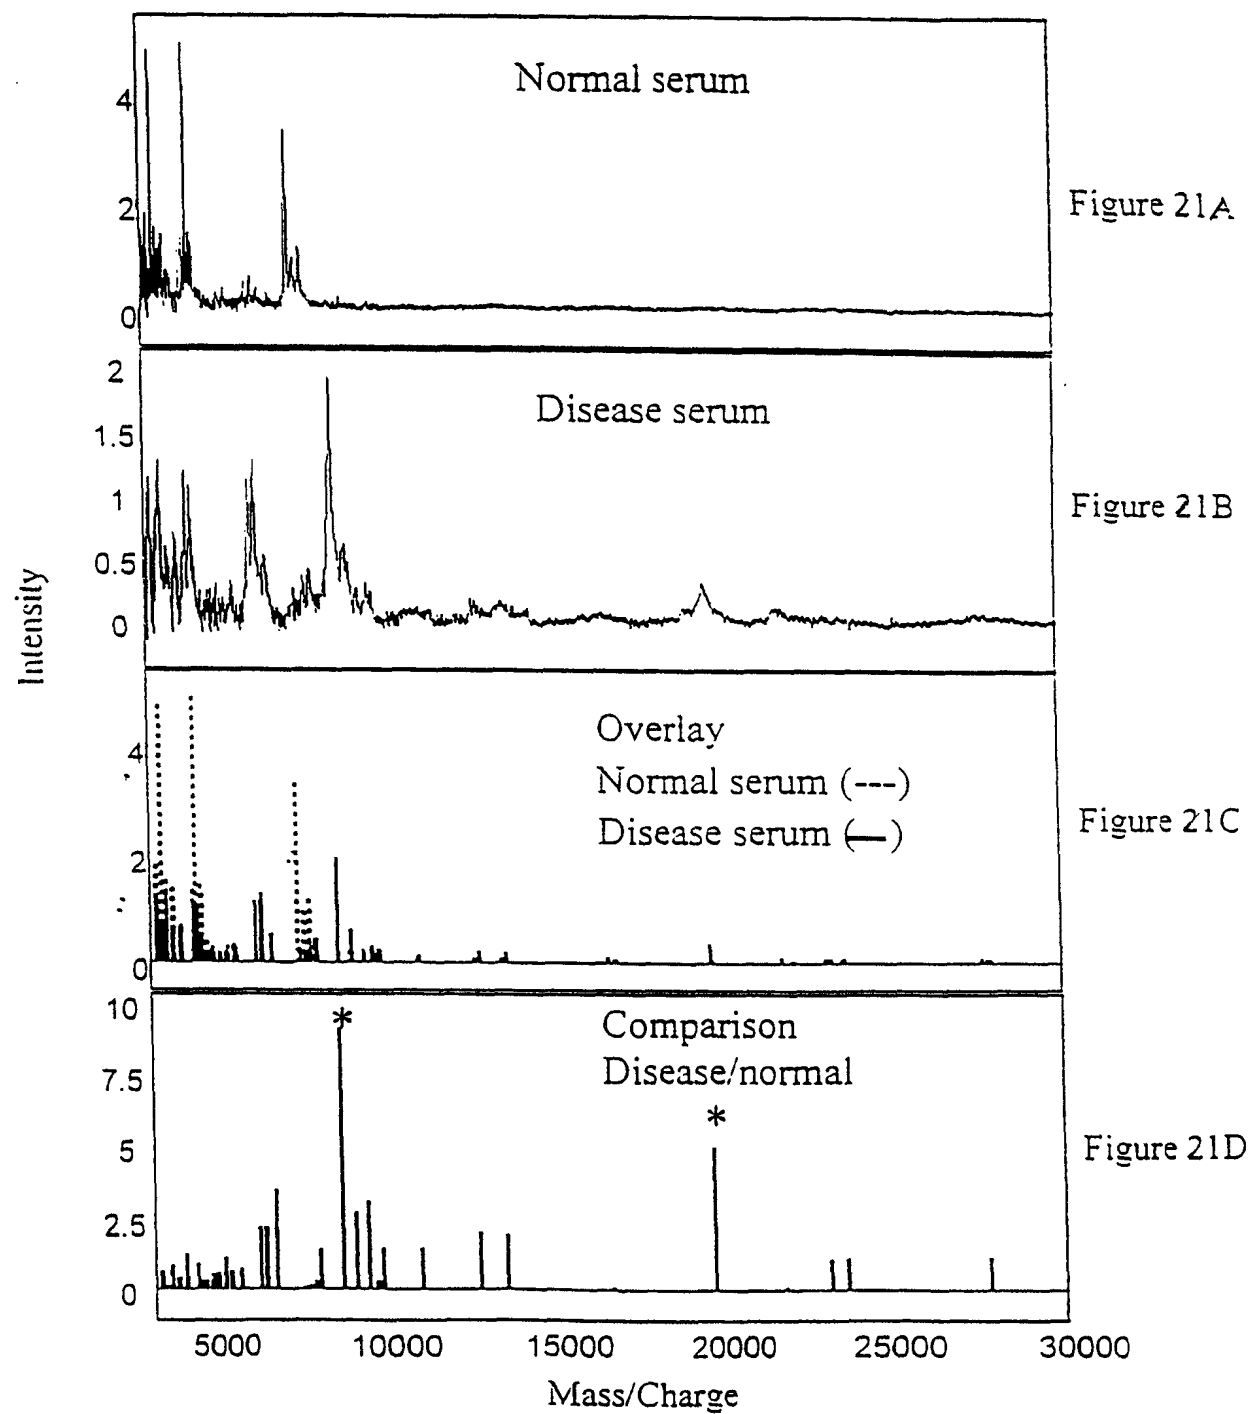 Normal serum
4
2
0
Figure 21A
Disease serum
2
1.5
1
0.5
0
Figure 21B
Intensity
Overlay
Normal serum (---)
Disease serum (—)
4
2
0
Figure 21C
Comparison
Disease/normal
*
*
10
7.5
5
2.5
0
Figure 21D
5000 10000 15000 20000 25000 30000
Mass/Charge